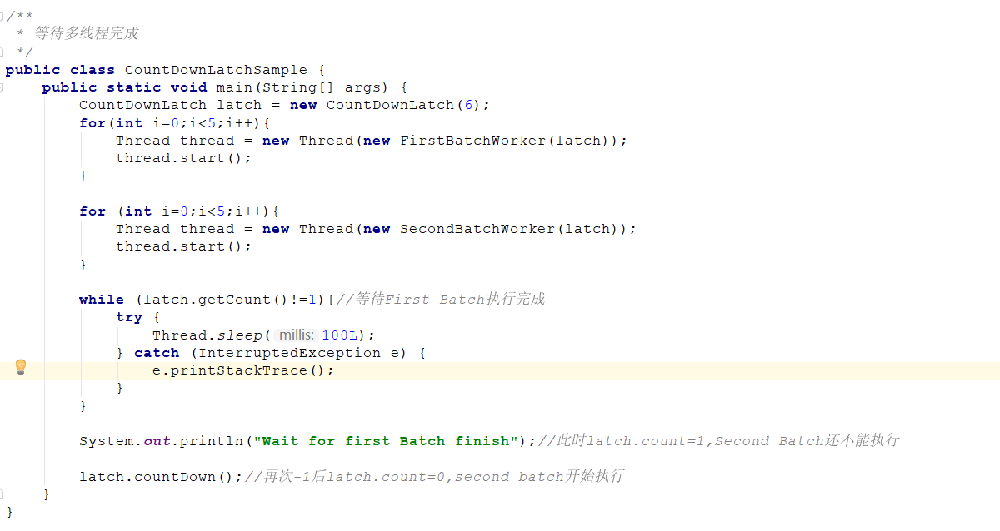 /**
 * 等待多线程完成
 */
public class CountDownLatchSample {
    public static void main(String[] args) {
        CountDownLatch latch = new CountDownLatch(6);
        for(int i=0;i<5;i++){
            Thread thread = new Thread(new FirstBatchWorker(latch));
            thread.start();
        }
        for (int i=0;i<5;i++){
            Thread thread = new Thread(new SecondBatchWorker(latch));
            thread.start();
        }
        while (latch.getCount()!=1){//等待First Batch执行完成
            try {
                Thread.sleep( millis: 100L);
            } catch (InterruptedException e) {
                e.printStackTrace();
            }
        }
        System.out.println("Wait for first Batch finish");//此时latch.count=1,Second Batch还不能执行
        latch.countDown();//再次-1后latch.count=0,second batch开始执行
    }
}